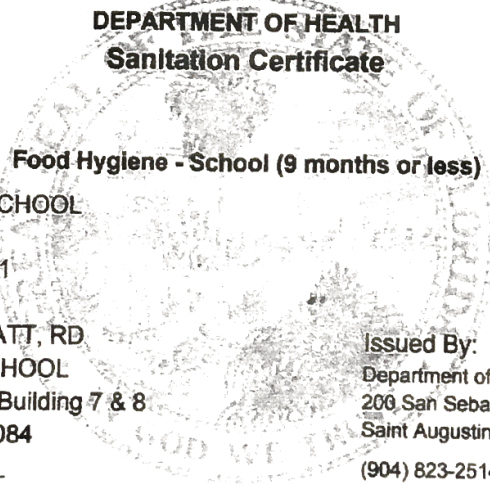 DEPARTMENT OF HEALTH
Sanitation Certificate
Food Hygiene - School (9 months or less)
CHOOL
1
ATT, RD
HOOL
Building 7 & 8
084
Issued By:
Department of
200 San Seba
Saint Augustin
(904) 823-251